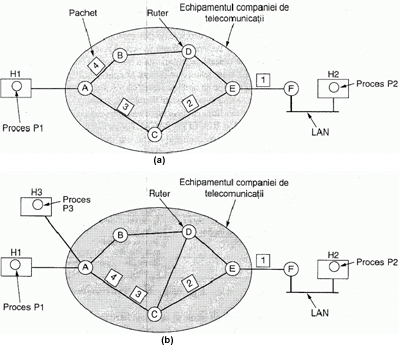 Echipamentul companiei de
telecomunicații
Pachet
Ruter
B
D
4
H1
A
E
1
F
H2
3
2
Proces P1
Proces P2
C
LAN
(a)
H3
Proces
P3
Echipamentul companiei de
telecomunicații
Ruter
B
D
H1
A
E
1
F
H2
4
3
2
Proces P1
Proces P2
C
LAN
(b)